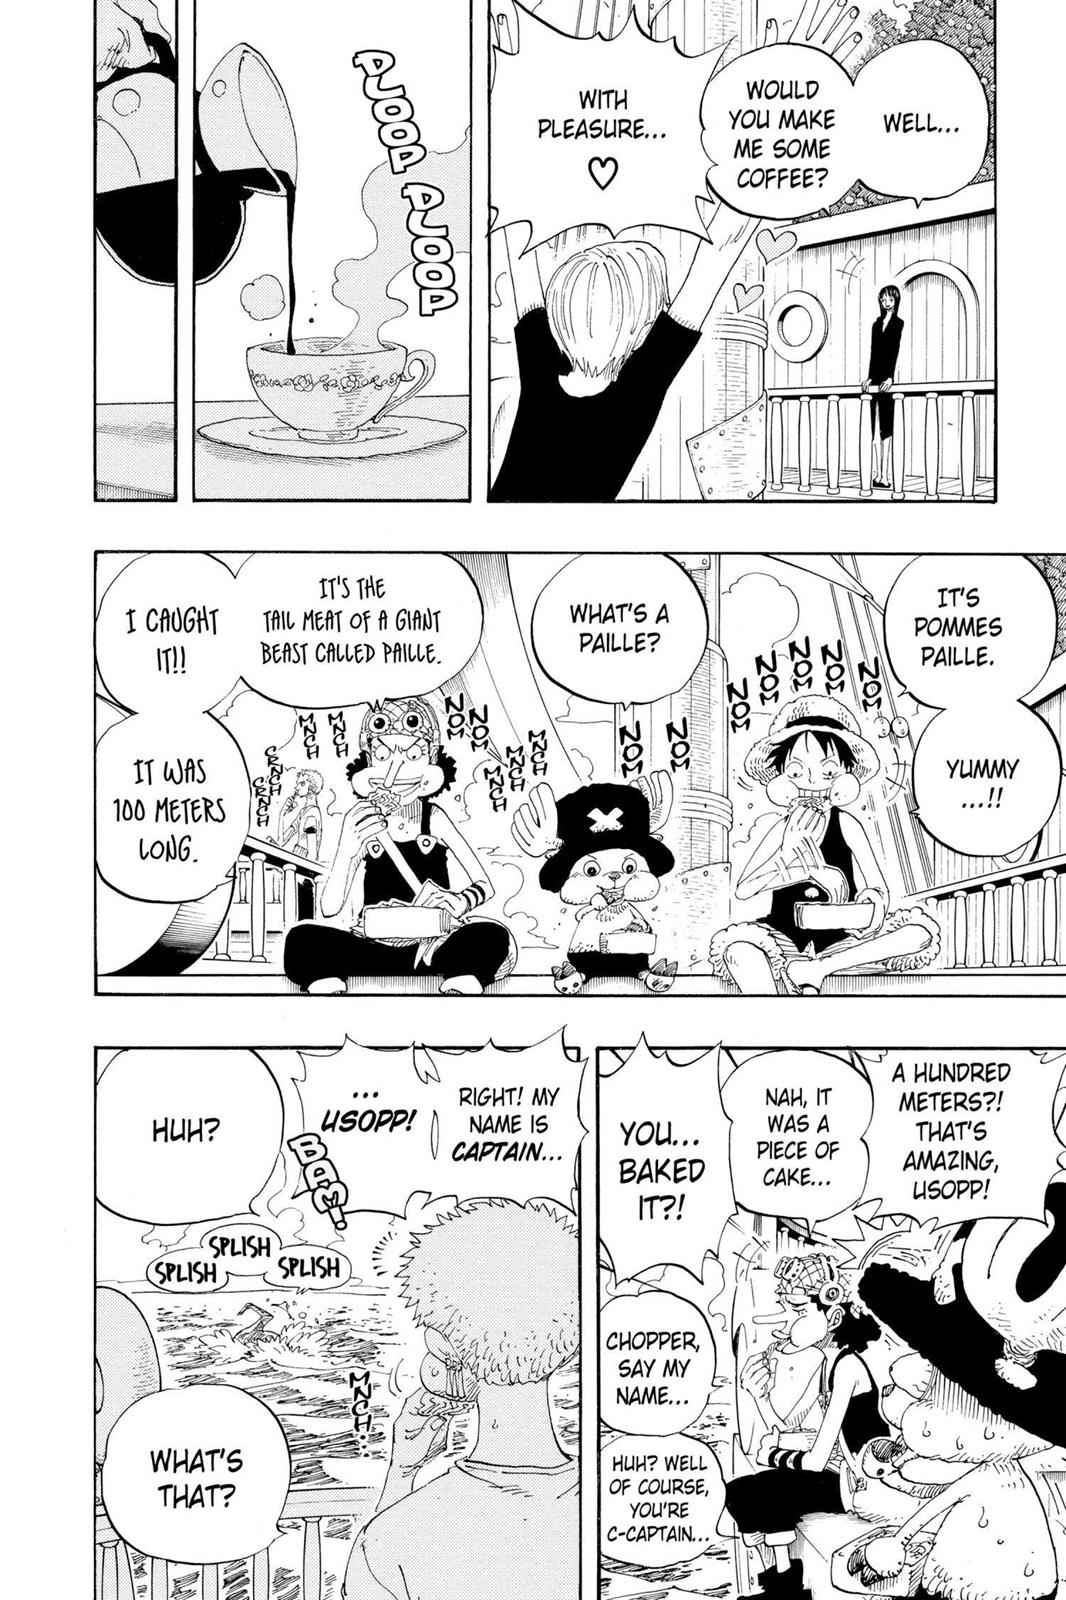 WELL...
WOULD
YOU MAKE
ME SOME
COFFEE?
WITH
PLEASURE...
♡
PLOOP PLOOP
IT'S
POMMES
PAILLE.
YUMMY
...!!
NOM
NOM
NOM
NOM
NOM
WHAT'S A
PAILLE?
NOM
NOM
IT'S THE
TAIL MEAT OF A GIANT
BEAST CALLED PAILLE.
I CAUGHT
IT!!
IT WAS
100 METERS
LONG.
NOM
NOM
MNCH
MNCH
MNCH
MNCH
MNCH
CRNCH
CRNCH
A HUNDRED
METERS?!
THAT'S
AMAZING,
USOPP!
NAH, IT
WAS A
PIECE OF
CAKE...
YOU...
BAKED
IT?!
CHOPPER,
SAY MY
NAME...
HUH? WELL
OF COURSE,
YOU'RE
C-CAPTAIN...
RIGHT! MY
NAME IS
CAPTAIN...
...
USOPP!
BAM!
HUH?
SPLISH
SPLISH
SPLISH
MNCH...
WHAT'S
THAT?